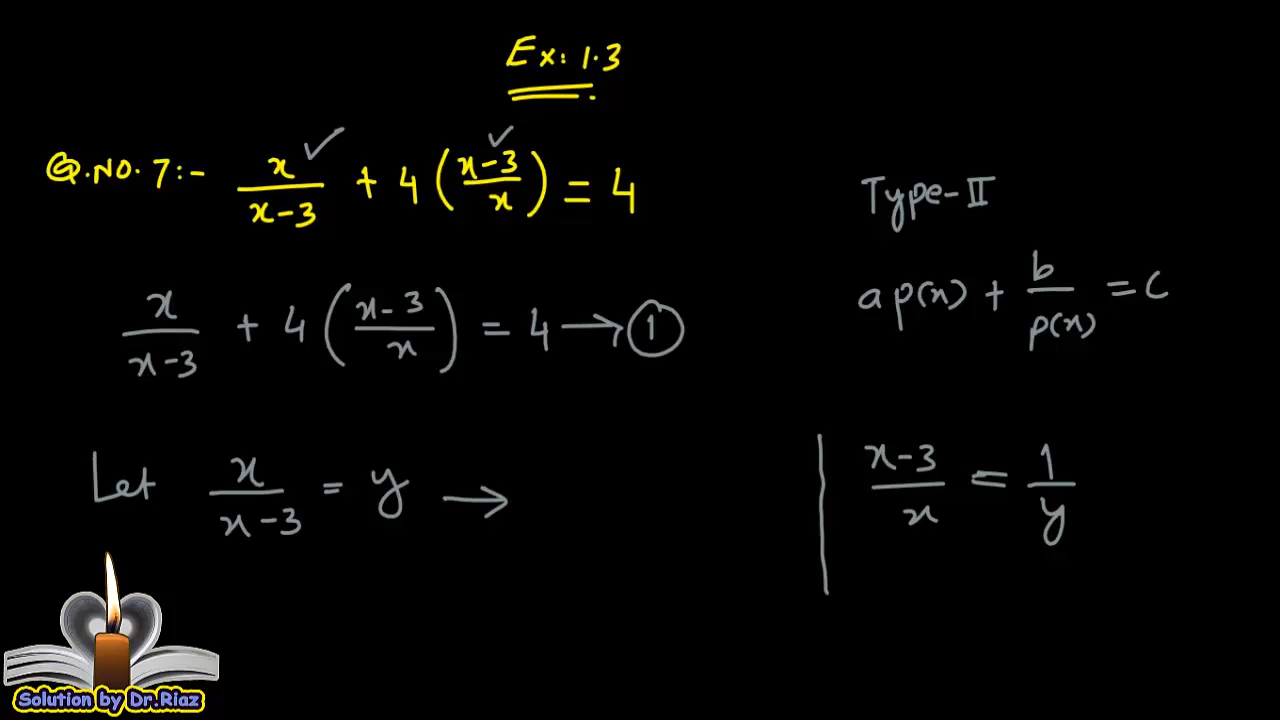 Ex: 1.3
Q.NO. 7:- x/(x-3) + 4 ((x-3)/x) = 4
Type-II
a p(x) + b/p(x) = c
x/(x-3) + 4 ((x-3)/x) = 4 → ①
Let x/(x-3) = y →
(x-3)/x = 1/y
Solution by Dr.Riaz